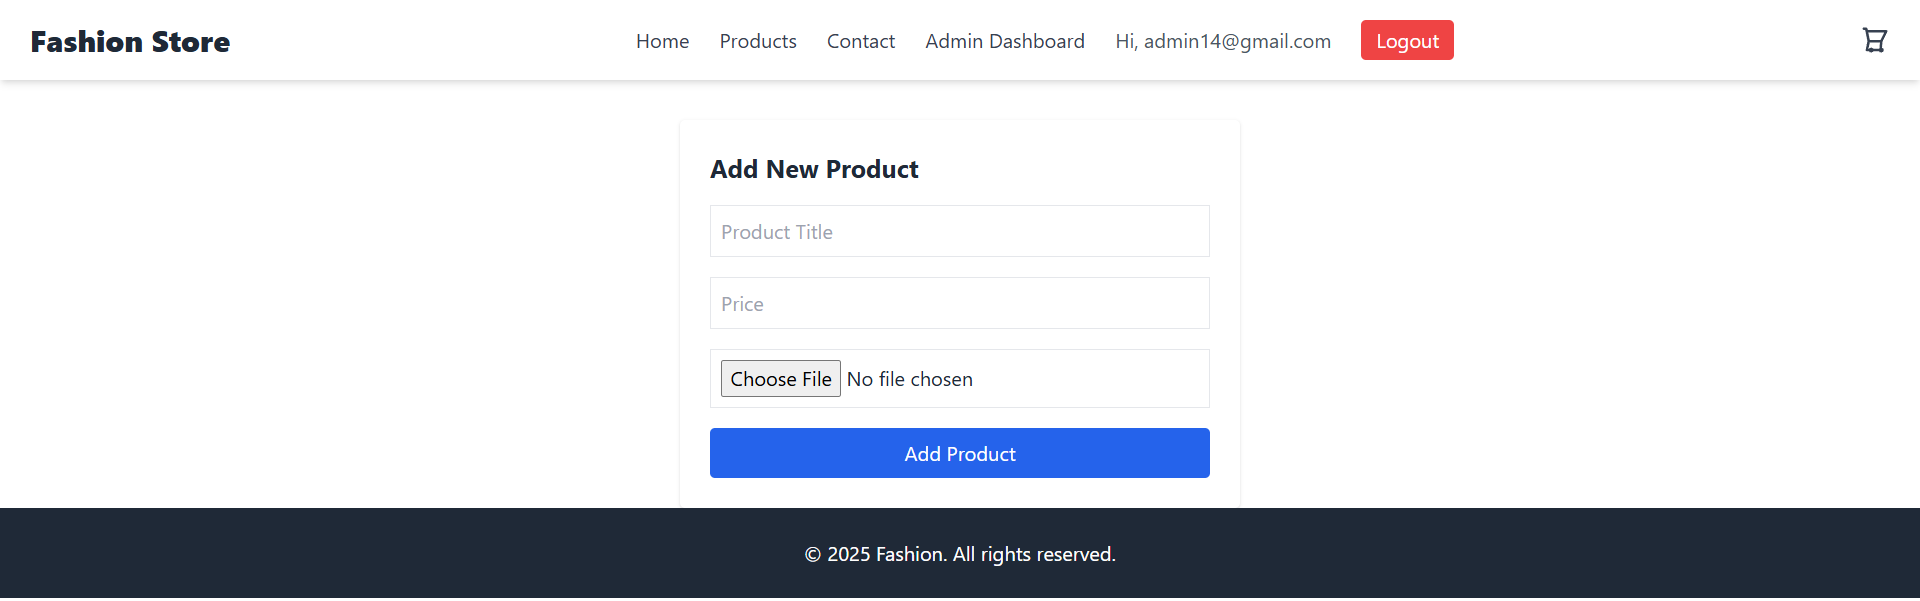 Fashion Store
Home Products Contact Admin Dashboard Hi, admin14@gmail.com Logout
Add New Product
Product Title
Price
Choose File No file chosen
Add Product
© 2025 Fashion. All rights reserved.